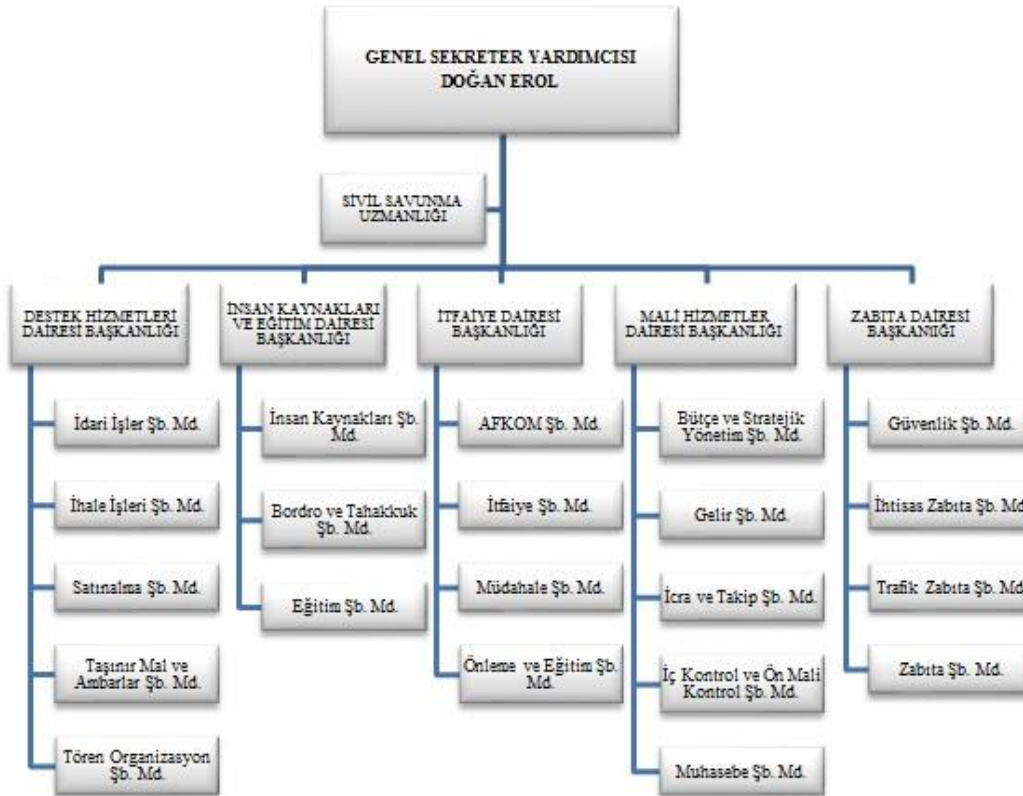 GENEL SEKRETER YARDIMCISI
DOĞAN EROL
SİVİL SAVUNMA
UZMANLIĞI
DESTEK HİZMETLERİ
DAİRESİ BAŞKANLIĞI
İdari İşler Şb. Md.
İhale İşleri Şb. Md.
Satınalma Şb. Md.
Taşınır Mal ve
Ambarlar Şb. Md.
Tören Organizasyon
Şb. Md.
İNSAN KAYNAKLARI
VE EĞİTİM DAİRESİ
BAŞKANLIĞI
İnsan Kaynakları Şb.
Md.
Bordro ve Tahakkuk
Şb. Md.
Eğitim Şb. Md.
İTFAİYE DAİRESİ
BAŞKANLIĞI
AFKOM Şb. Md.
İtfaiye Şb. Md.
Müdahale Şb. Md.
Önleme ve Eğitim Şb.
Md.
MALİ HİZMETLER
DAİRESİ BAŞKANLIĞI
Bütçe ve Stratejik
Yönetim Şb. Md.
Gelir Şb. Md.
İcra ve Takip Şb. Md.
İç Kontrol ve Ön Mali
Kontrol Şb. Md.
Muhasebe Şb. Md.
ZABITA DAİRESİ
BAŞKANIIĞI
Güvenlik Şb. Md.
İhtisas Zabıta Şb. Md.
Trafik Zabıta Şb. Md.
Zabıta Şb. Md.